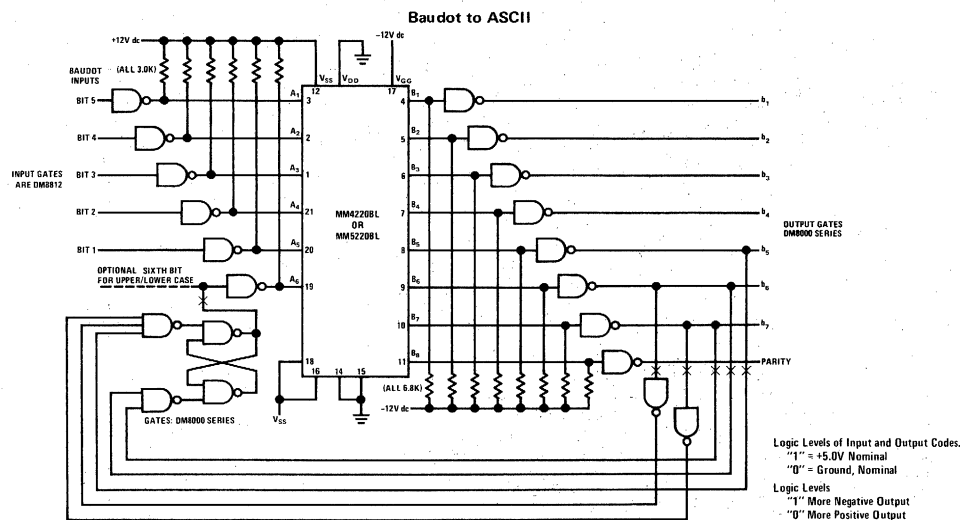 Baudot to ASCII
+12V dc
-12V dc
(ALL 3.0K)
BAUDOT
INPUTS
VSS
12
VDD
VGG
17
BIT 5
A1
3
B1
4
b1
BIT 4
A2
2
B2
5
b2
INPUT GATES
ARE DM8812
BIT 3
A3
1
B3
6
b3
BIT 2
A4
21
MM4220BL
OR
MM5220BL
B4
7
b4
OUTPUT GATES
DM8000 SERIES
BIT 1
A5
20
B5
8
b5
OPTIONAL SIXTH BIT
FOR UPPER/LOWER CASE
A6
19
B6
9
b6
B7
10
b7
18
B8
11
PARITY
16
14
15
(ALL 6.8K)
VSS
-12V dc
GATES: DM8000 SERIES
Logic Levels of Input and Output Codes.
"1" = +5.0V Nominal
"0" = Ground, Nominal
Logic Levels
"1" More Negative Output
"0" More Positive Output